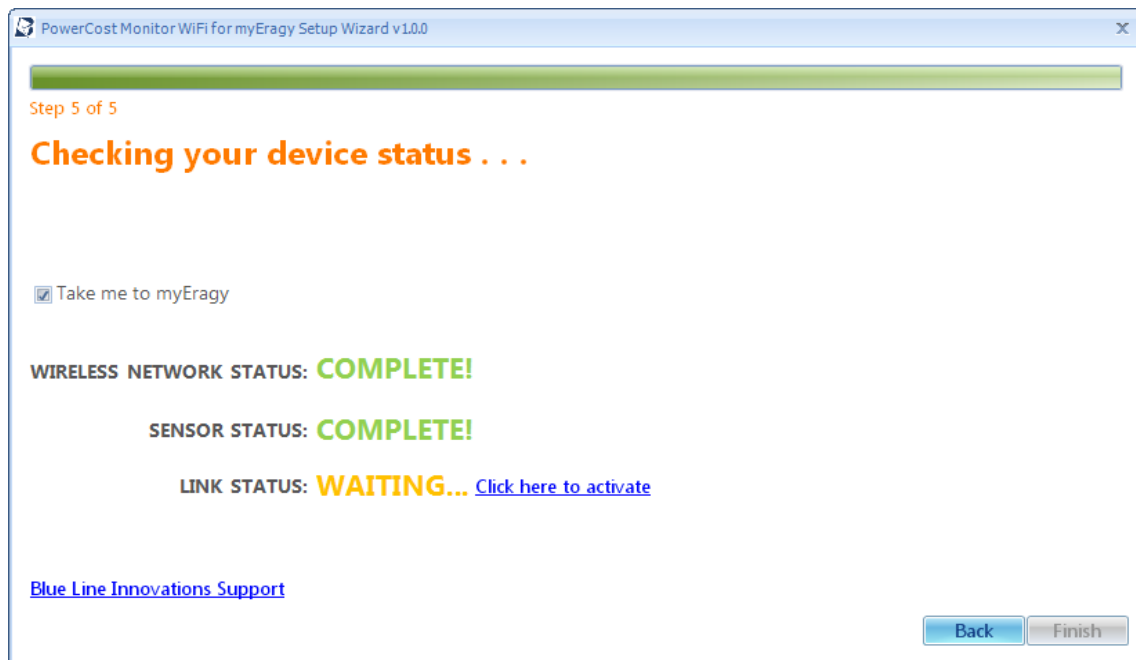 PowerCost Monitor WiFi for myEragy Setup Wizard v1.0.0
Step 5 of 5
Checking your device status . . .
Take me to myEragy
WIRELESS NETWORK STATUS: COMPLETE!
SENSOR STATUS: COMPLETE!
LINK STATUS: WAITING... Click here to activate
Blue Line Innovations Support
Back Finish